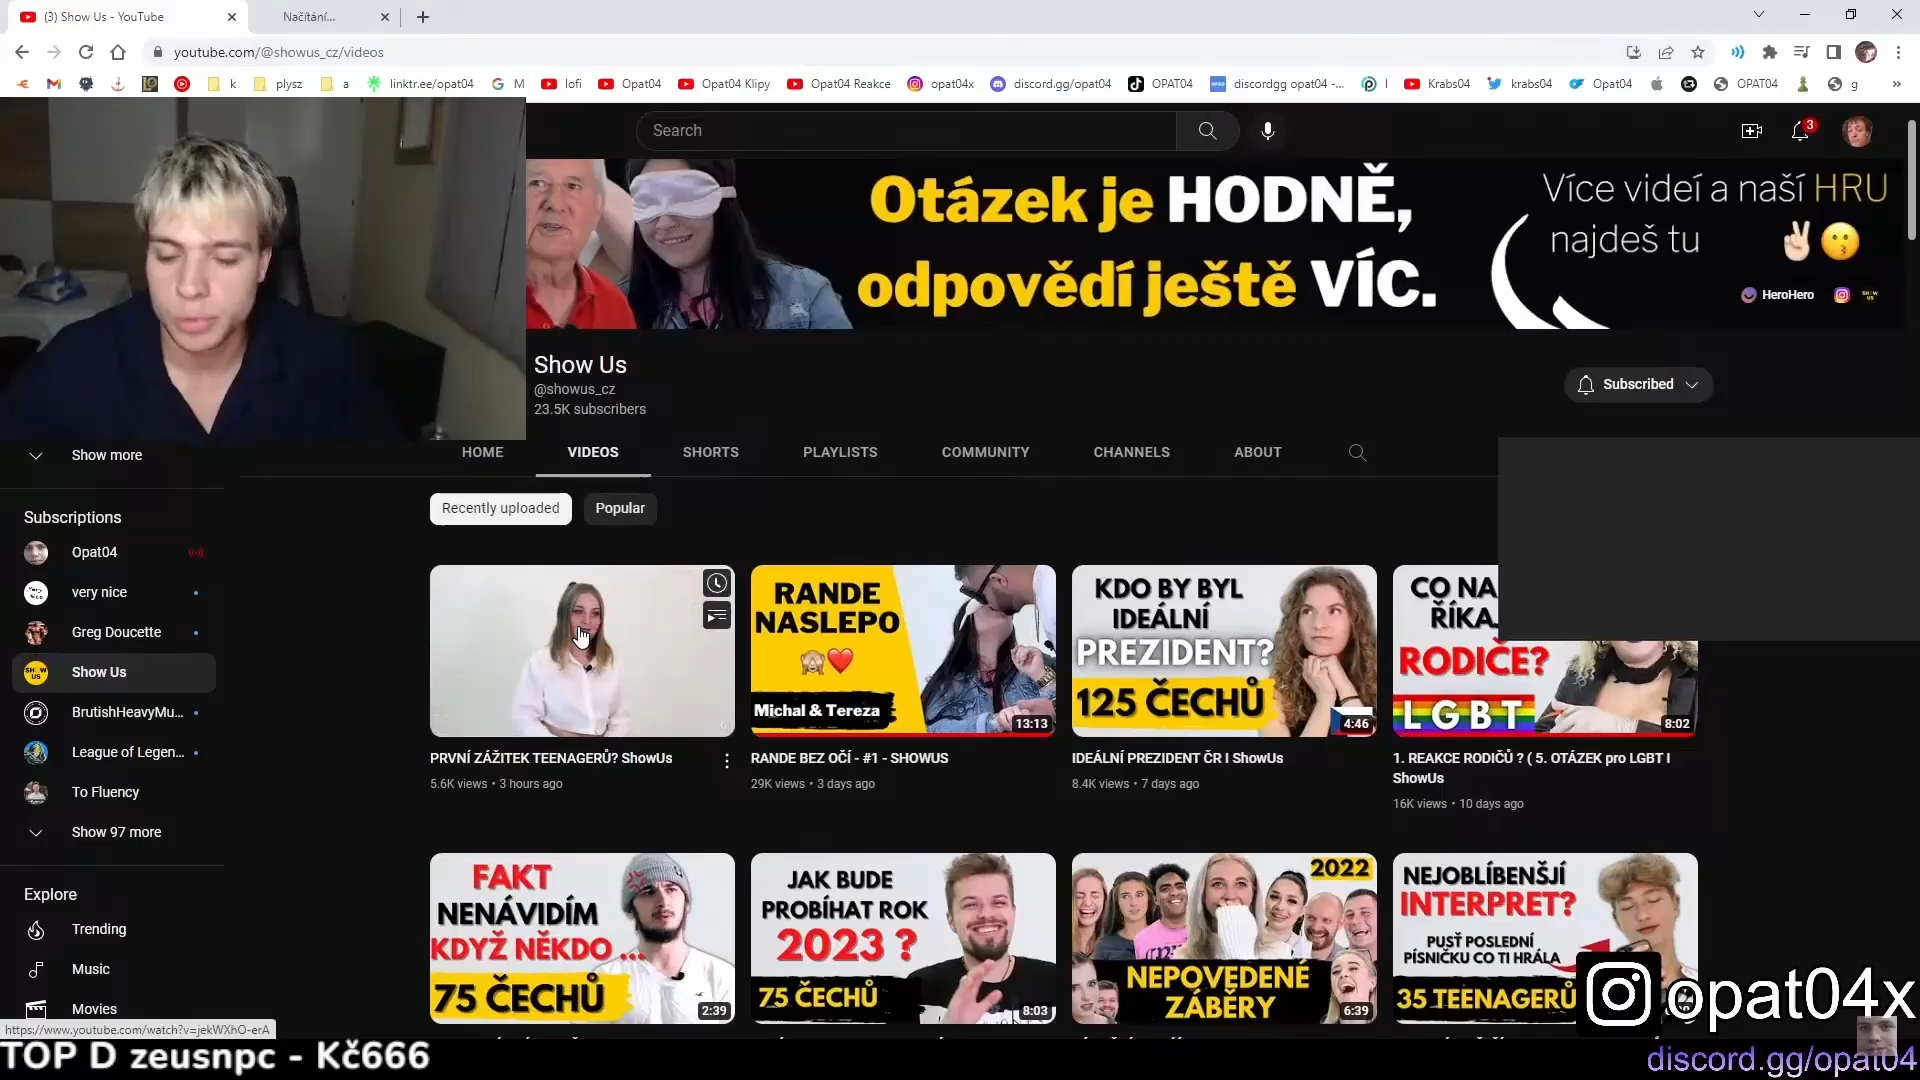 (3) Show Us - YouTube
Načítání...
youtube.com/@showus_cz/videos
k
plysz
a
linktr.ee/opat04
M
lofi
Opat04
Opat04 Klipy
Opat04 Reakce
opat04x
discord.gg/opat04
OPAT04
discordgg opat04 -...
l
Krabs04
krabs04
Opat04
OPAT04
g
»
Search
3
Otázek je HODNĚ,
odpovědí ještě VÍC.
Více videí a naší HRU
najdeš tu
HeroHero
Show Us
@showus_cz
23.5K subscribers
Subscribed
HOME
VIDEOS
SHORTS
PLAYLISTS
COMMUNITY
CHANNELS
ABOUT
Show more
Recently uploaded
Popular
Subscriptions
Opat04
very nice
Greg Doucette
Show Us
BrutishHeavyMu...
League of Legen...
To Fluency
Show 97 more
Explore
Trending
Music
Movies
PRVNÍ ZÁŽITEK TEENAGERŮ? ShowUs
5.6K views • 3 hours ago
RANDE
NASLEPO
Michal & Tereza
13:13
RANDE BEZ OČÍ - #1 - SHOWUS
29K views • 3 days ago
KDO BY BYL
IDEÁLNÍ
PREZIDENT?
125 ČECHŮ
4:46
IDEÁLNÍ PREZIDENT ČR I ShowUs
8.4K views • 7 days ago
CO NA
ŘÍKA
RODIČE?
LGBT
8:02
1. REAKCE RODIČŮ ? ( 5. OTÁZEK pro LGBT I
ShowUs
16K views • 10 days ago
FAKT
NENÁVIDÍM
KDYŽ NĚKDO ...
75 ČECHŮ
2:39
JAK BUDE
PROBÍHAT ROK
2023 ?
75 ČECHŮ
8:03
2022
NEPOVEDENÉ
ZÁBĚRY
6:39
NEJOBLÍBENŠJÍ
INTERPRET?
PUSŤ POSLEDNÍ
PÍSNIČKU CO TI HRÁLA
35 TEENAGERŮ
opat04x
https://www.youtube.com/watch?v=jekWXhO-erA
TOP D zeusnpc - Kč666
discord.gg/opat04